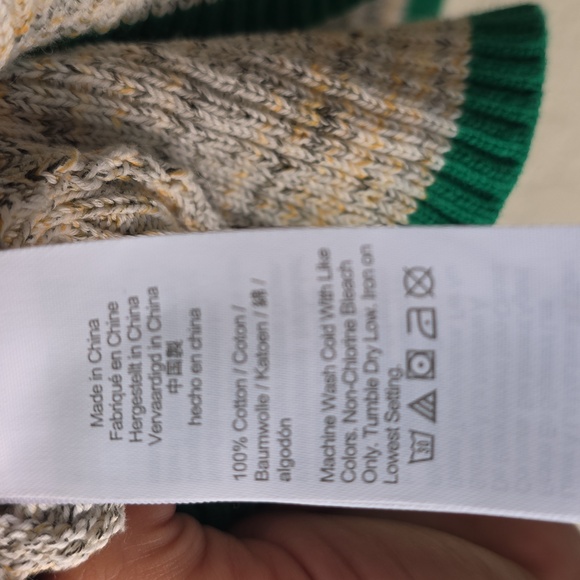 Made in China
Fabriqué en Chine
Hergestellt in China
Vervaardigd in China
中国製
hecho en china
100% Cotton / Coton /
Baumwolle / Katoen / 綿 /
algodón
Machine Wash Cold With Like
Colors. Non-Chlorine Bleach
Only. Tumble Dry Low. Iron on
Lowest Setting.
30